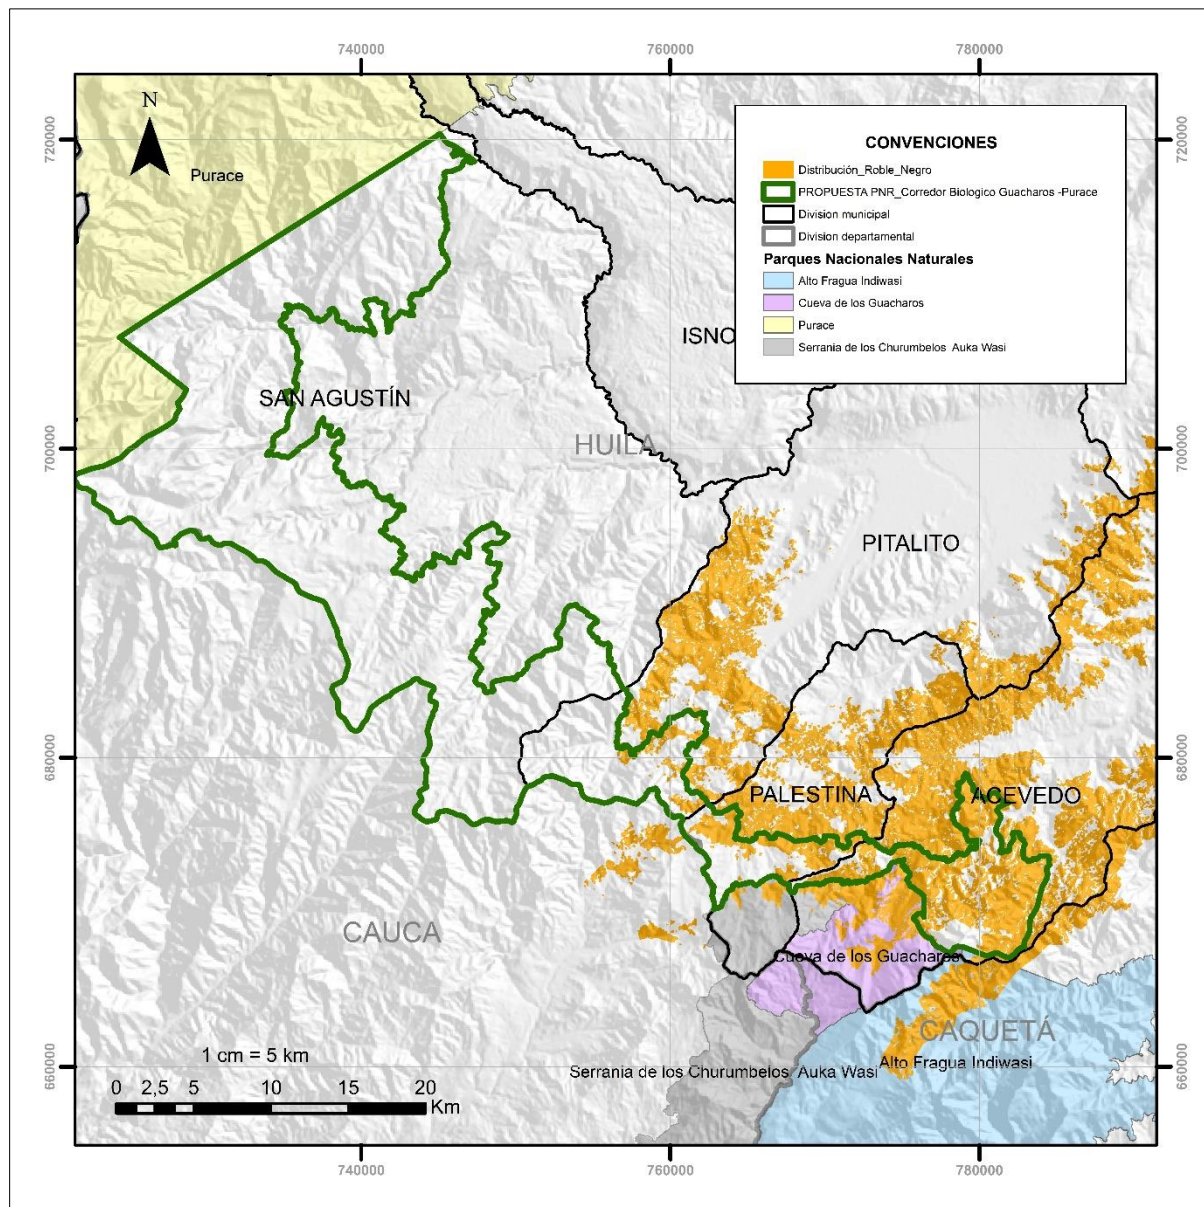 740000
760000
780000
720000
720000
N
Purace
CONVENCIONES
Distribución_Roble_Negro
PROPUESTA PNR_Corredor Biologico Guacharos -Purace
Division municipal
Division departamental
Parques Nacionales Naturales
Alto Fragua Indiwasi
Cueva de los Guacharos
Purace
Serrania de los Churumbelos Auka Wasi
ISNO
SAN AGUSTÍN
HUILA
700000
700000
PITALITO
680000
680000
PALESTINA
ACEVEDO
CAUCA
Cueva de los Guacharos
CAQUETÁ
Alto Fragua Indiwasi
Serrania de los Churumbelos Auka Wasi
660000
660000
1 cm = 5 km
0 2,5 5 10 15 20
Km
740000
760000
780000